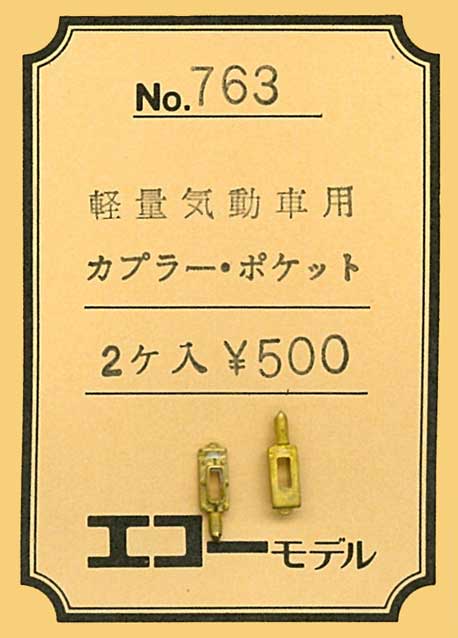 No.763
軽量気動車用
カプラー・ポケット
2ケ入 ¥500
エコーモデル